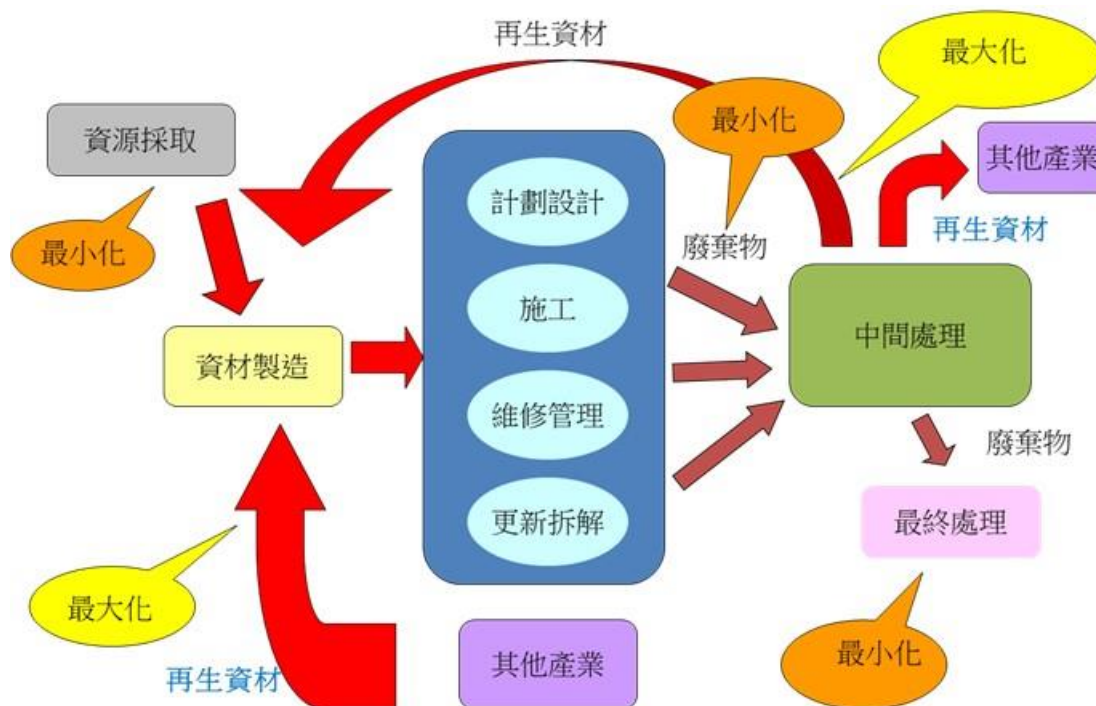 再生資材
最大化
最小化
資源採取
其他產業
計劃設計
再生資材
最小化
廢棄物
施工
中間處理
資材製造
維修管理
廢棄物
更新拆解
最終處理
最大化
其他產業
最小化
再生資材